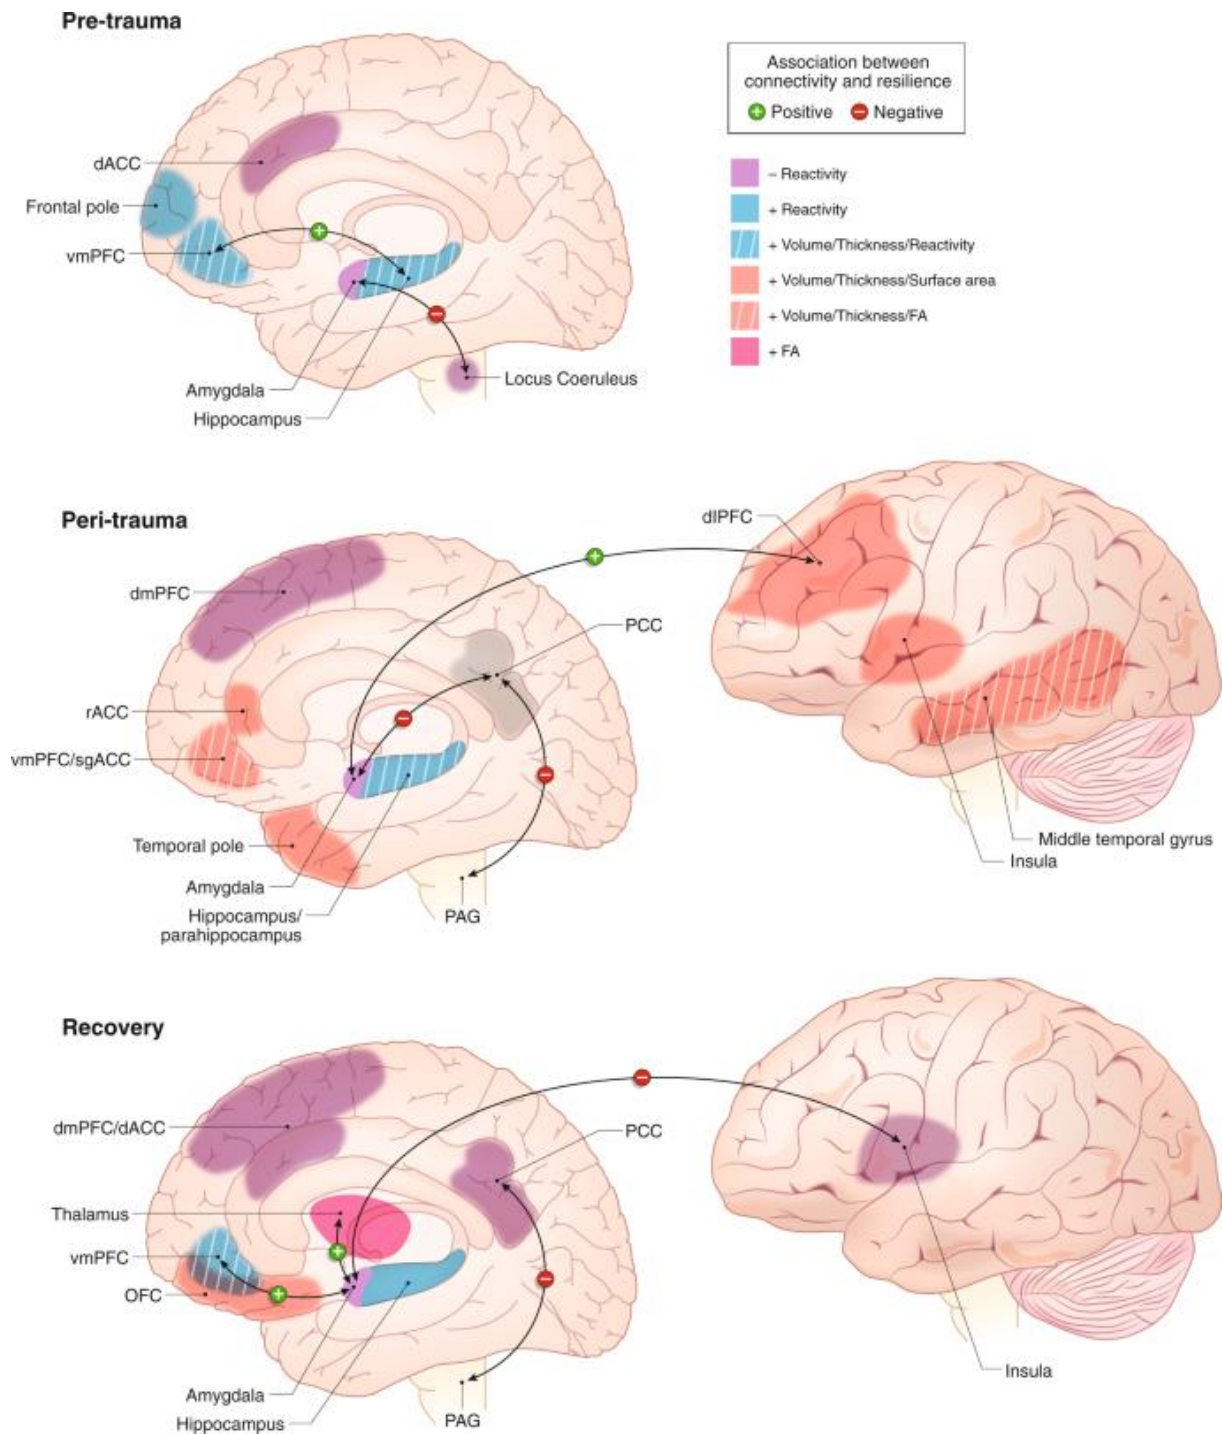 Pre-trauma
Association between
connectivity and resilience
Positive
Negative
dACC
Frontal pole
vmPFC
Amygdala
Hippocampus
Locus Coeruleus
– Reactivity
+ Reactivity
+ Volume/Thickness/Reactivity
+ Volume/Thickness/Surface area
+ Volume/Thickness/FA
+ FA
Peri-trauma
dmPFC
rACC
vmPFC/sgACC
Temporal pole
Amygdala
Hippocampus/
parahippocampus
PAG
PCC
dlPFC
Middle temporal gyrus
Insula
Recovery
dmPFC/dACC
Thalamus
vmPFC
OFC
Amygdala
Hippocampus
PAG
PCC
Insula